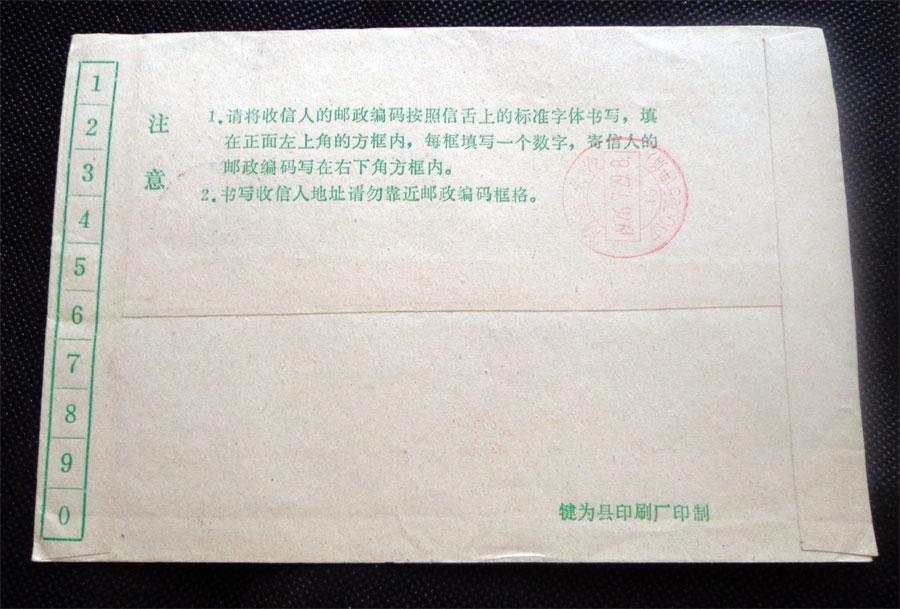 1
2
3
4
5
6
7
8
9
0
注意
1.请将收信人的邮政编码按照信舌上的标准字体书写，填
在正面左上角的方框内，每框填写一个数字，寄信人的
邮政编码写在右下角方框内。
2.书写收信人地址请勿靠近邮政编码框格。
犍为县印刷厂印制